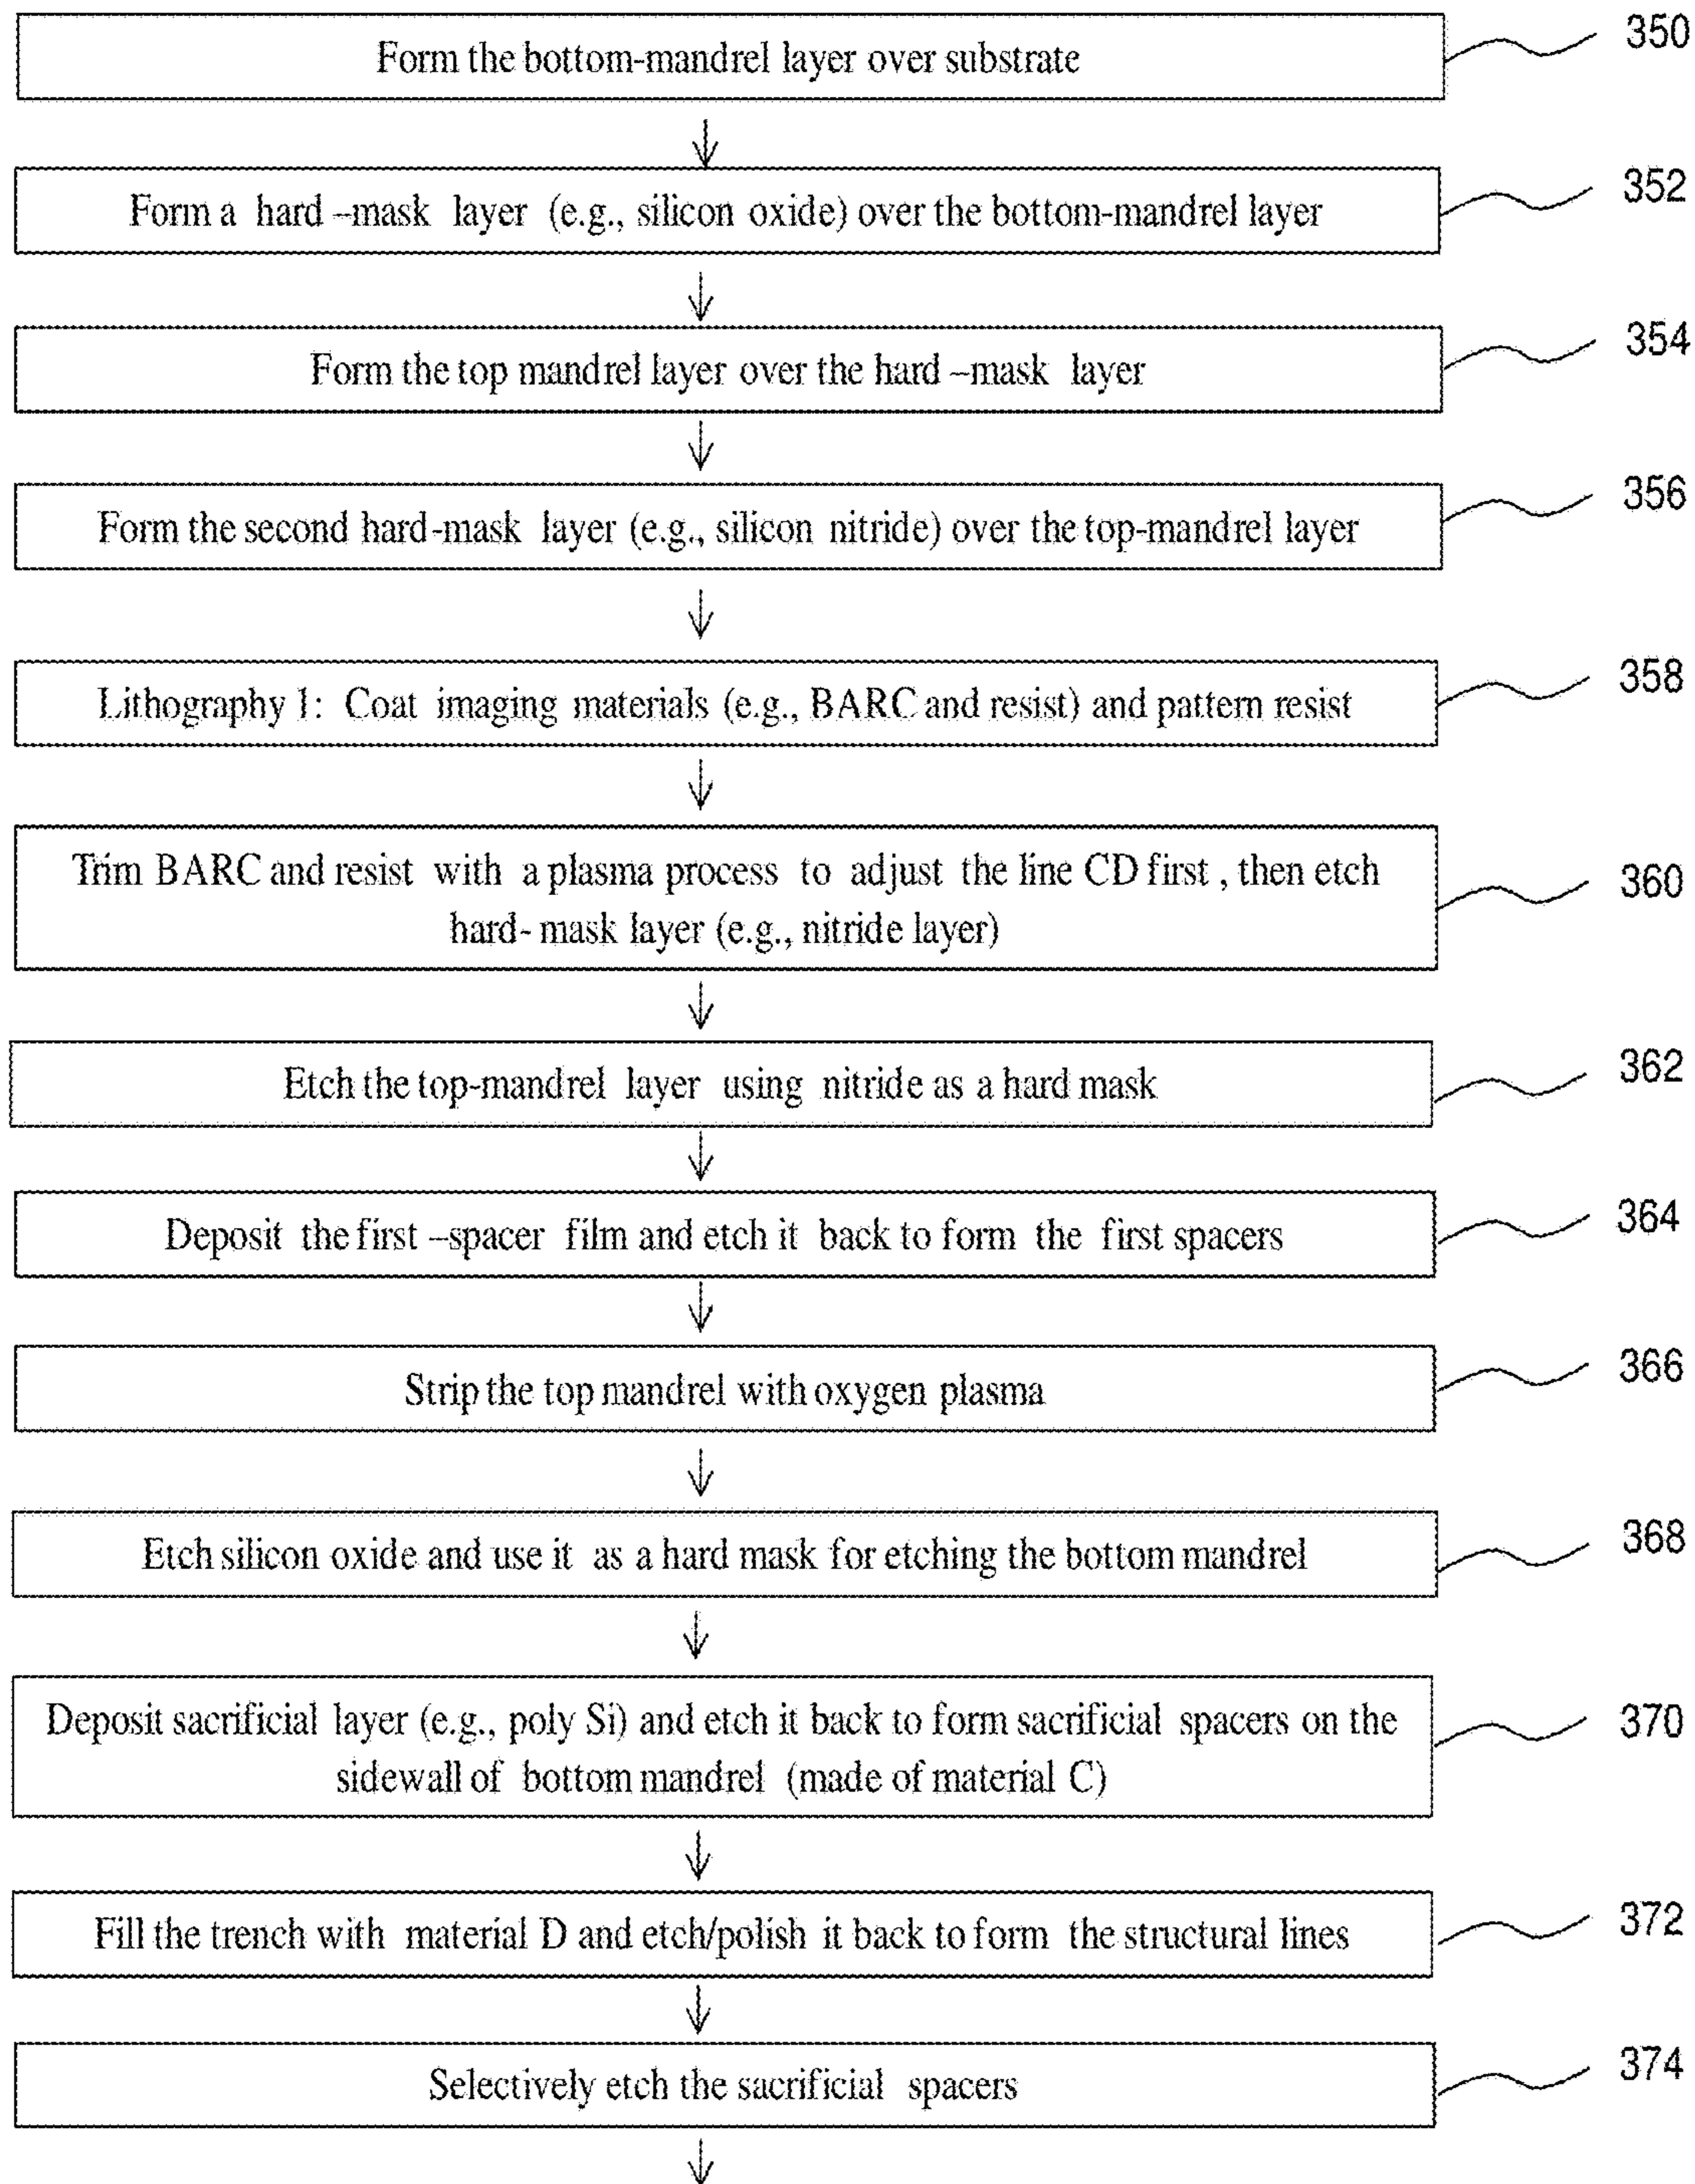 Form the bottom-mandrel layer over substrate
350
Form a hard –mask layer (e.g., silicon oxide) over the bottom-mandrel layer
352
Form the top mandrel layer over the hard –mask layer
354
Form the second hard-mask layer (e.g., silicon nitride) over the top-mandrel layer
356
Lithography 1: Coat imaging materials (e.g., BARC and resist) and pattern resist
358
Trim BARC and resist with a plasma process to adjust the line CD first , then etch
hard- mask layer (e.g., nitride layer)
360
Etch the top-mandrel layer using nitride as a hard mask
362
Deposit the first –spacer film and etch it back to form the first spacers
364
Strip the top mandrel with oxygen plasma
366
Etch silicon oxide and use it as a hard mask for etching the bottom mandrel
368
Deposit sacrificial layer (e.g., poly Si) and etch it back to form sacrificial spacers on the
sidewall of bottom mandrel (made of material C)
370
Fill the trench with material D and etch/polish it back to form the structural lines
372
Selectively etch the sacrificial spacers
374